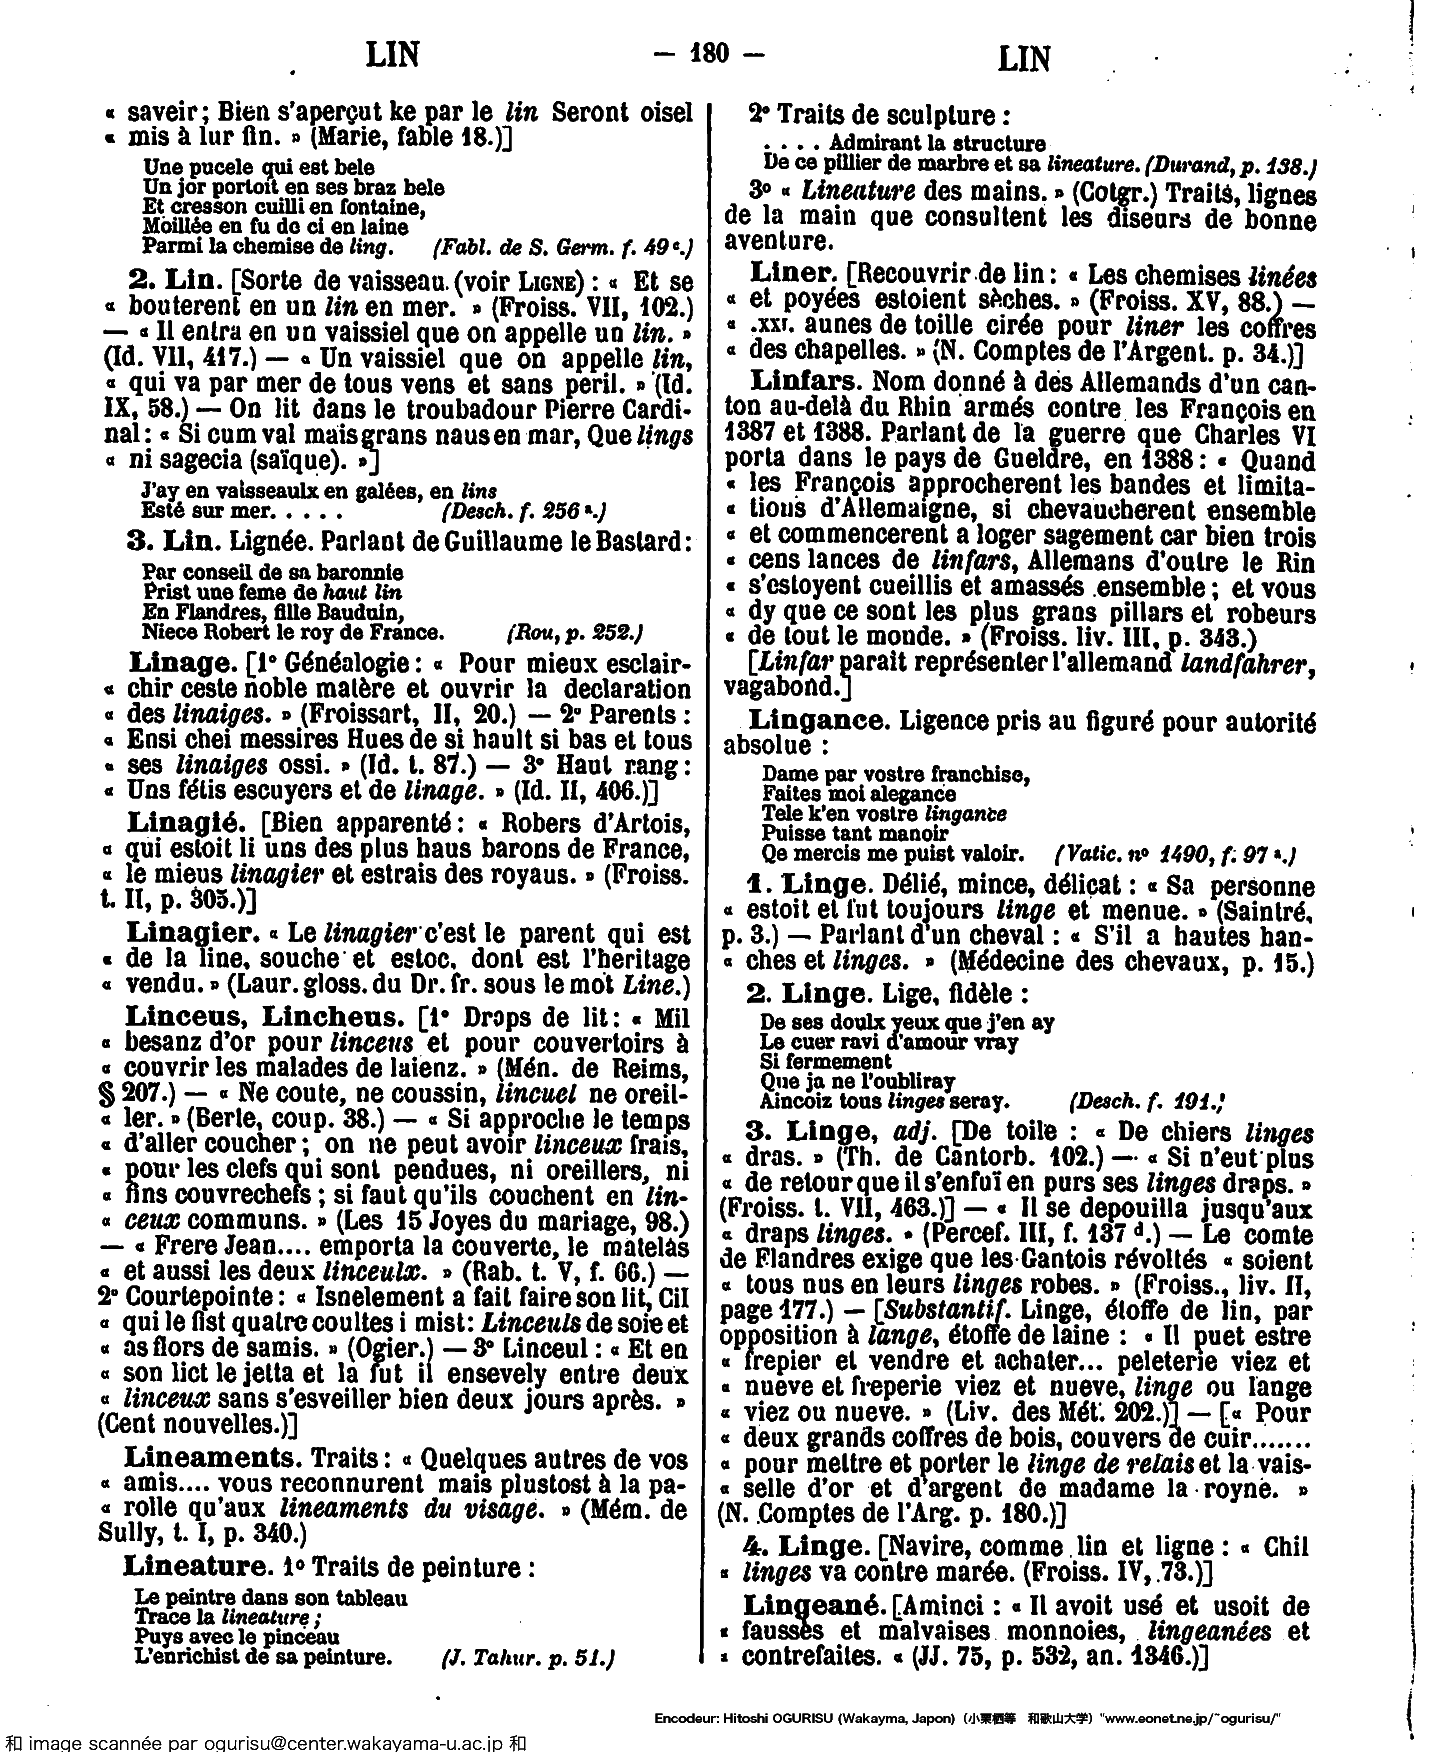 LIN — 180 — LIN
« saveir ; Bien s'aperçut ke par le lin Seront oisel
« mis à lur fin. » (Marie, fable 18.)]
Une pucele qui est bele
Un jor portoit en ses braz bele
Et cresson cuilli en fontaine,
Moillée en fu de ci en laine
Parmi la chemise de ling. (Fabl. de S. Germ. f. 49 c.)
2. Lin. [Sorte de vaisseau (voir LIGNE) : « Et se
« bouterent en un lin en mer. » (Froiss. VII, 102.)
— « Il entra en un vaissiel que on appelle un lin. »
(Id. VII, 417.) — « Un vaissiel que on appelle lin,
« qui va par mer de tous vens et sans peril. » (Id.
IX, 58.) — On lit dans le troubadour Pierre Cardi-
nal : « Si cum val mais grans naus en mar, Que lings
« ni sagecia (saïque). »]
J'ay en vaisseaulx en galées, en lins
Esté sur mer. . . . . (Desch. f. 256 a.)
3. Lin. Lignée. Parlant de Guillaume le Bastard :
Par conseil de sa baronnie
Prist une feme de haut lin
En Flandres, fille Bauduin,
Niece Robert le roy de France. (Rou, p. 252.)
Linage. [1° Généalogie : « Pour mieux esclair-
« chir ceste noble matère et ouvrir la declaration
« des linaiges. » (Froissart, II, 20.) — 2° Parents :
« Ensi chei messires Hues de si hault si bas et tous
« ses linaiges ossi. » (Id. t. 87.) — 3° Haut rang :
« Uns fétis escuyers et de linage. » (Id. II, 406.)]
Linagié. [Bien apparenté : « Robers d'Artois,
« qui estoit li uns des plus haus barons de France,
« le mieus linagier et estrais des royaus. » (Froiss.
t. II, p. 305.)]
Linagier. « Le linagier c'est le parent qui est
« de la line, souche et estoc, dont est l'heritage
« vendu. » (Laur. gloss. du Dr. fr. sous le mot Line.)
Linceus, Lincheus. [1° Draps de lit : « Mil
« besanz d'or pour linceus et pour couvertoirs à
« couvrir les malades de laienz. » (Mén. de Reims,
§ 207.) — « Ne coute, ne coussin, lincuel ne oreil-
« ler. » (Berte, coup. 38.) — « Si approche le temps
« d'aller coucher ; on ne peut avoir linceux frais,
« pour les clefs qui sont pendues, ni oreillers, ni
« fins couvrechefs ; si faut qu'ils couchent en lin-
« ceux communs. » (Les 15 Joyes du mariage, 98.)
— « Frere Jean.... emporta la couverte, le matelas
« et aussi les deux linceulx. » (Rab. t. V, f. 66.) —
2° Courtepointe : « Isnelement a fait faire son lit, Cil
« qui le fist quatre coultes i mist : Linceuls de soie et
« as flors de samis. » (Ogier.) — 3° Linceul : « Et en
« son lict le jetta et la fut il ensevely entre deux
« linceux sans s'esveiller bien deux jours après. »
(Cent nouvelles.)]
Lineaments. Traits : « Quelques autres de vos
« amis.... vous reconnurent mais plustost à la pa-
« rolle qu'aux lineaments du visage. » (Mém. de
Sully, t. I, p. 340.)
Lineature. 1° Traits de peinture :
Le peintre dans son tableau
Trace la lineature ;
Puys avec le pinceau
L'enrichist de sa peinture. (J. Tahur. p. 51.)
2° Traits de sculpture :
. . . . Admirant la structure
De ce pillier de marbre et sa lineature. (Durand, p. 138.)
3° « Lineature des mains. » (Cotgr.) Traits, lignes
de la main que consultent les diseurs de bonne
aventure.
Liner. [Recouvrir de lin : « Les chemises linées
« et poyées estoient sèches. » (Froiss. XV, 88.) —
« .xxI. aunes de toille cirée pour liner les coffres
« des chapelles. » (N. Comptes de l'Argent. p. 34.)]
Linfars. Nom donné à des Allemands d'un can-
ton au-delà du Rhin armés contre les François en
1387 et 1388. Parlant de la guerre que Charles VI
porta dans le pays de Gueldre, en 1388 : « Quand
« les François approcherent les bandes et limita-
« tions d'Allemaigne, si chevaucherent ensemble
« et commencerent a loger sagement car bien trois
« cens lances de linfars, Allemans d'outre le Rin
« s'estoyent cueillis et amassés ensemble ; et vous
« dy que ce sont les plus grans pillars et robeurs
« de tout le monde. » (Froiss. liv. III, p. 343.)
[Linfar parait représenter l'allemand landfahrer,
vagabond.]
Lingance. Ligence pris au figuré pour autorité
absolue :
Dame par vostre franchise,
Faites moi alegance
Tele k'en vostre lingance
Puisse tant manoir
Qe mercis me puist valoir. (Vatic. n° 1490, f. 97 a.)
1. Linge. Délié, mince, délicat : « Sa personne
« estoit et fut toujours linge et menue. » (Saintré,
p. 3.) — Parlant d'un cheval : « S'il a hautes han-
« ches et linges. » (Médecine des chevaux, p. 15.)
2. Linge. Lige, fidèle :
De ses doulx yeux que j'en ay
Le cuer ravi d'amour vray
Si fermement
Que ja ne l'oubliray
Aincoiz tous linges seray. (Desch. f. 191.)
3. Linge, adj. [De toile : « De chiers linges
« dras. » (Th. de Cantorb. 102.) — « Si n'eut plus
« de retour que il s'enfuï en purs ses linges draps. »
(Froiss. t. VII, 463.)] — « Il se depouilla jusqu'aux
« draps linges. » (Percef. III, f. 137 d.) — Le comte
de Flandres exige que les Gantois révoltés « soient
« tous nus en leurs linges robes. » (Froiss., liv. II,
page 177.) — [Substantif. Linge, étoffe de lin, par
opposition à lange, étoffe de laine : « Il puet estre
« frepier et vendre et achater... peleterie viez et
« nueve et freperie viez et nueve, linge ou lange
« viez ou nueve. » (Liv. des Mét. 202.)] — [« Pour
« deux grands coffres de bois, couvers de cuir.......
« pour mettre et porter le linge de relais et la vais-
« selle d'or et d'argent de madame la royne. »
(N. Comptes de l'Arg. p. 180.)]
4. Linge. [Navire, comme lin et ligne : « Chil
« linges va contre marée. (Froiss. IV, 73.)]
Lingeané. [Aminci : « Il avoit usé et usoit de
« fausses et malvaises monnoies, lingeanées et
« contrefaites. « (JJ. 75, p. 532, an. 1346.)]
Encodeur: Hitoshi OGURISU (Wakayma, Japon) (小栗栖等 和歌山大学) "www.eonet.ne.jp/~ogurisu/"
和 image scannée par ogurisu@center.wakayama-u.ac.jp 和